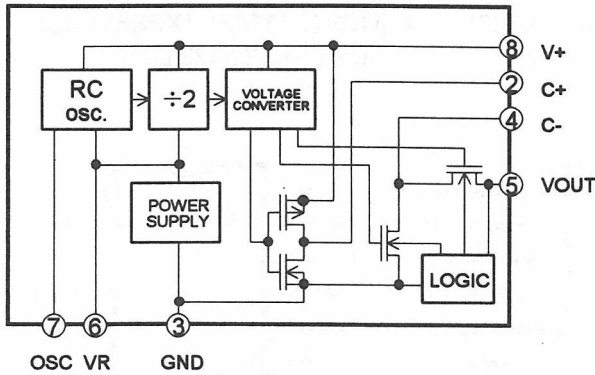 8 V+
RC
OSC.
÷2
VOLTAGE
CONVERTER
2 C+
4 C-
5 VOUT
POWER
SUPPLY
LOGIC
7 6 3
OSC VR GND